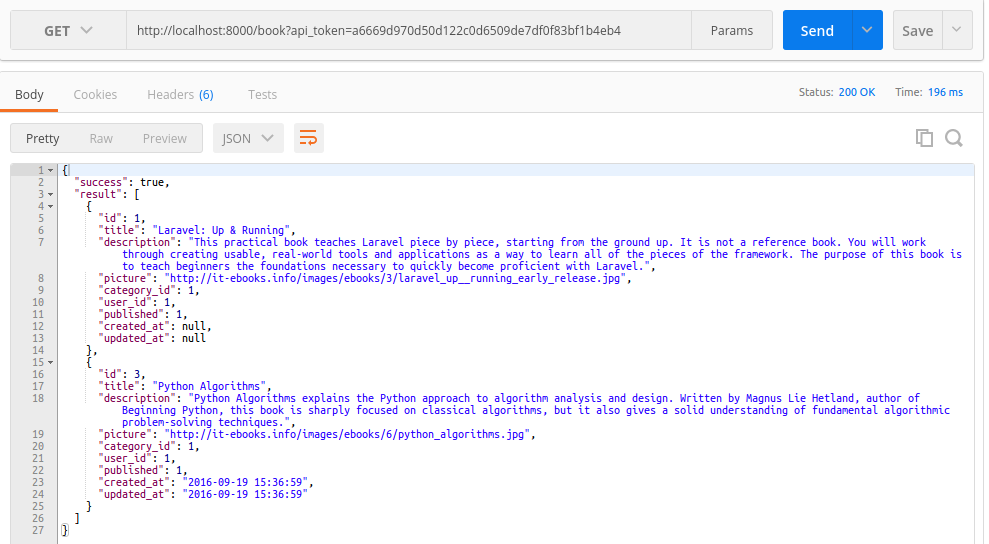 GET http://localhost:8000/book?api_token=a6669d970d50d122c0d6509de7df0f83bf1b4eb4 Params Send Save
Body Cookies Headers (6) Tests Status: 200 OK Time: 196 ms
Pretty Raw Preview JSON
1 {
2 "success": true,
3 "result": [
4 {
5 "id": 1,
6 "title": "Laravel: Up & Running",
7 "description": "This practical book teaches Laravel piece by piece, starting from the ground up. It is not a reference book. You will work
through creating usable, real-world tools and applications as a way to learn all of the pieces of the framework. The purpose of this book is
to teach beginners the foundations necessary to quickly become proficient with Laravel.",
8 "picture": "http://it-ebooks.info/images/ebooks/3/laravel_up__running_early_release.jpg",
9 "category_id": 1,
10 "user_id": 1,
11 "published": 1,
12 "created_at": null,
13 "updated_at": null
14 },
15 {
16 "id": 3,
17 "title": "Python Algorithms",
18 "description": "Python Algorithms explains the Python approach to algorithm analysis and design. Written by Magnus Lie Hetland, author of
Beginning Python, this book is sharply focused on classical algorithms, but it also gives a solid understanding of fundamental algorithmic
problem-solving techniques.",
19 "picture": "http://it-ebooks.info/images/ebooks/6/python_algorithms.jpg",
20 "category_id": 1,
21 "user_id": 1,
22 "published": 1,
23 "created_at": "2016-09-19 15:36:59",
24 "updated_at": "2016-09-19 15:36:59"
25 }
26 ]
27 }